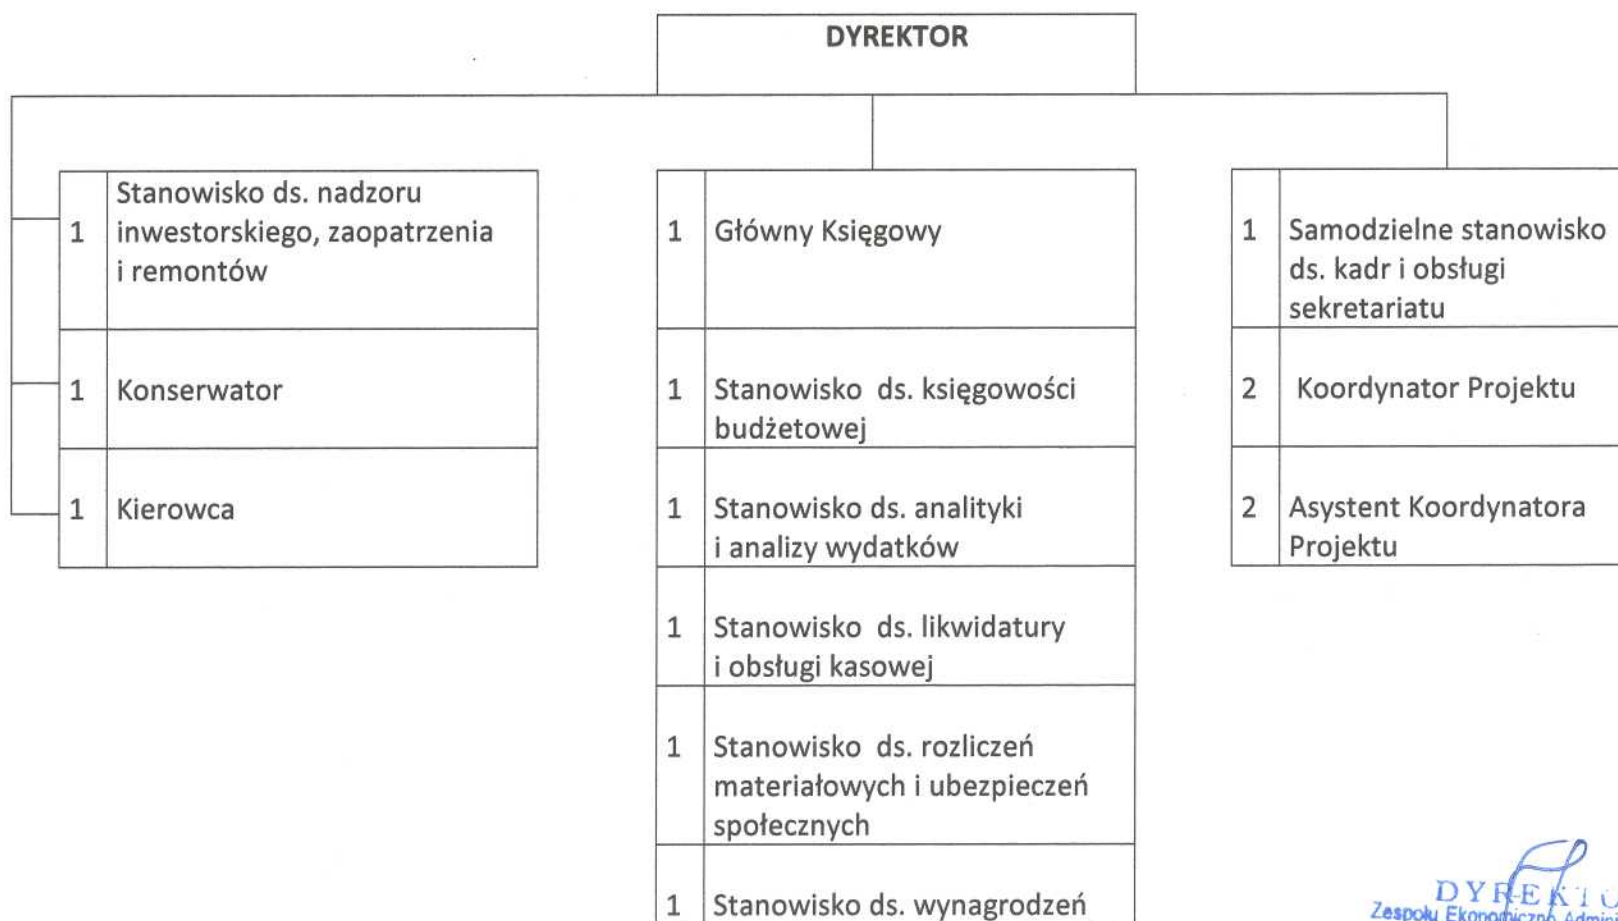 DYREKTOR
1
Stanowisko ds. nadzoru
inwestorskiego, zaopatrzenia
i remontów
1
Konserwator
1
Kierowca
1
Główny Księgowy
1
Stanowisko ds. księgowości
budżetowej
1
Stanowisko ds. analityki
i analizy wydatków
1
Stanowisko ds. likwidatury
i obsługi kasowej
1
Stanowisko ds. rozliczeń
materiałowych i ubezpieczeń
społecznych
1
Stanowisko ds. wynagrodzeń
1
Samodzielne stanowisko
ds. kadr i obsługi
sekretariatu
2
Koordynator Projektu
2
Asystent Koordynatora
Projektu
Zespołu